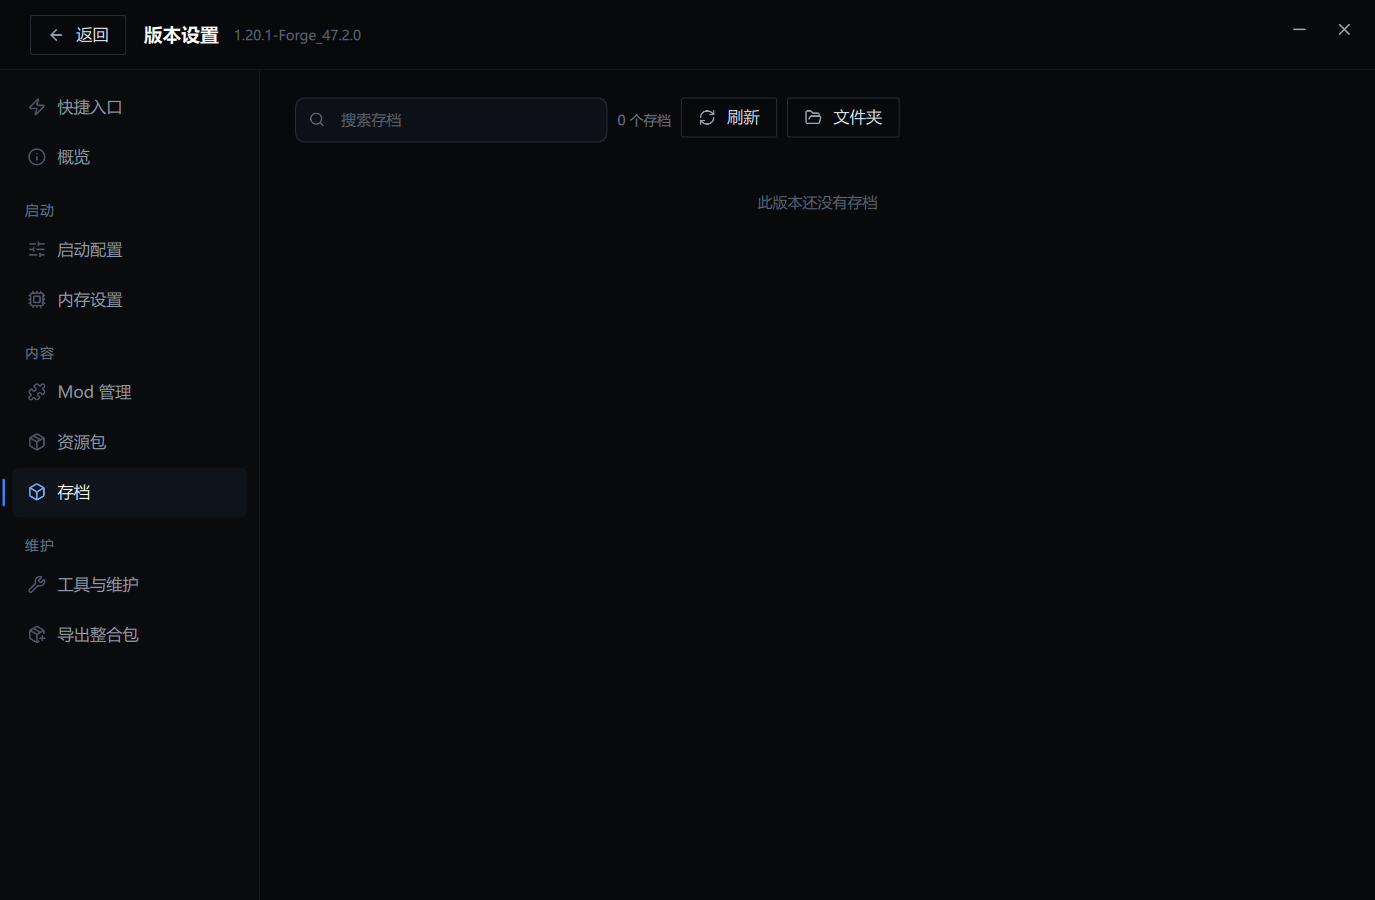 返回
版本设置
1.20.1-Forge_47.2.0
快捷入口
概览
启动
启动配置
内存设置
内容
Mod 管理
资源包
存档
维护
工具与维护
导出整合包
搜索存档
0 个存档
刷新
文件夹
此版本还没有存档